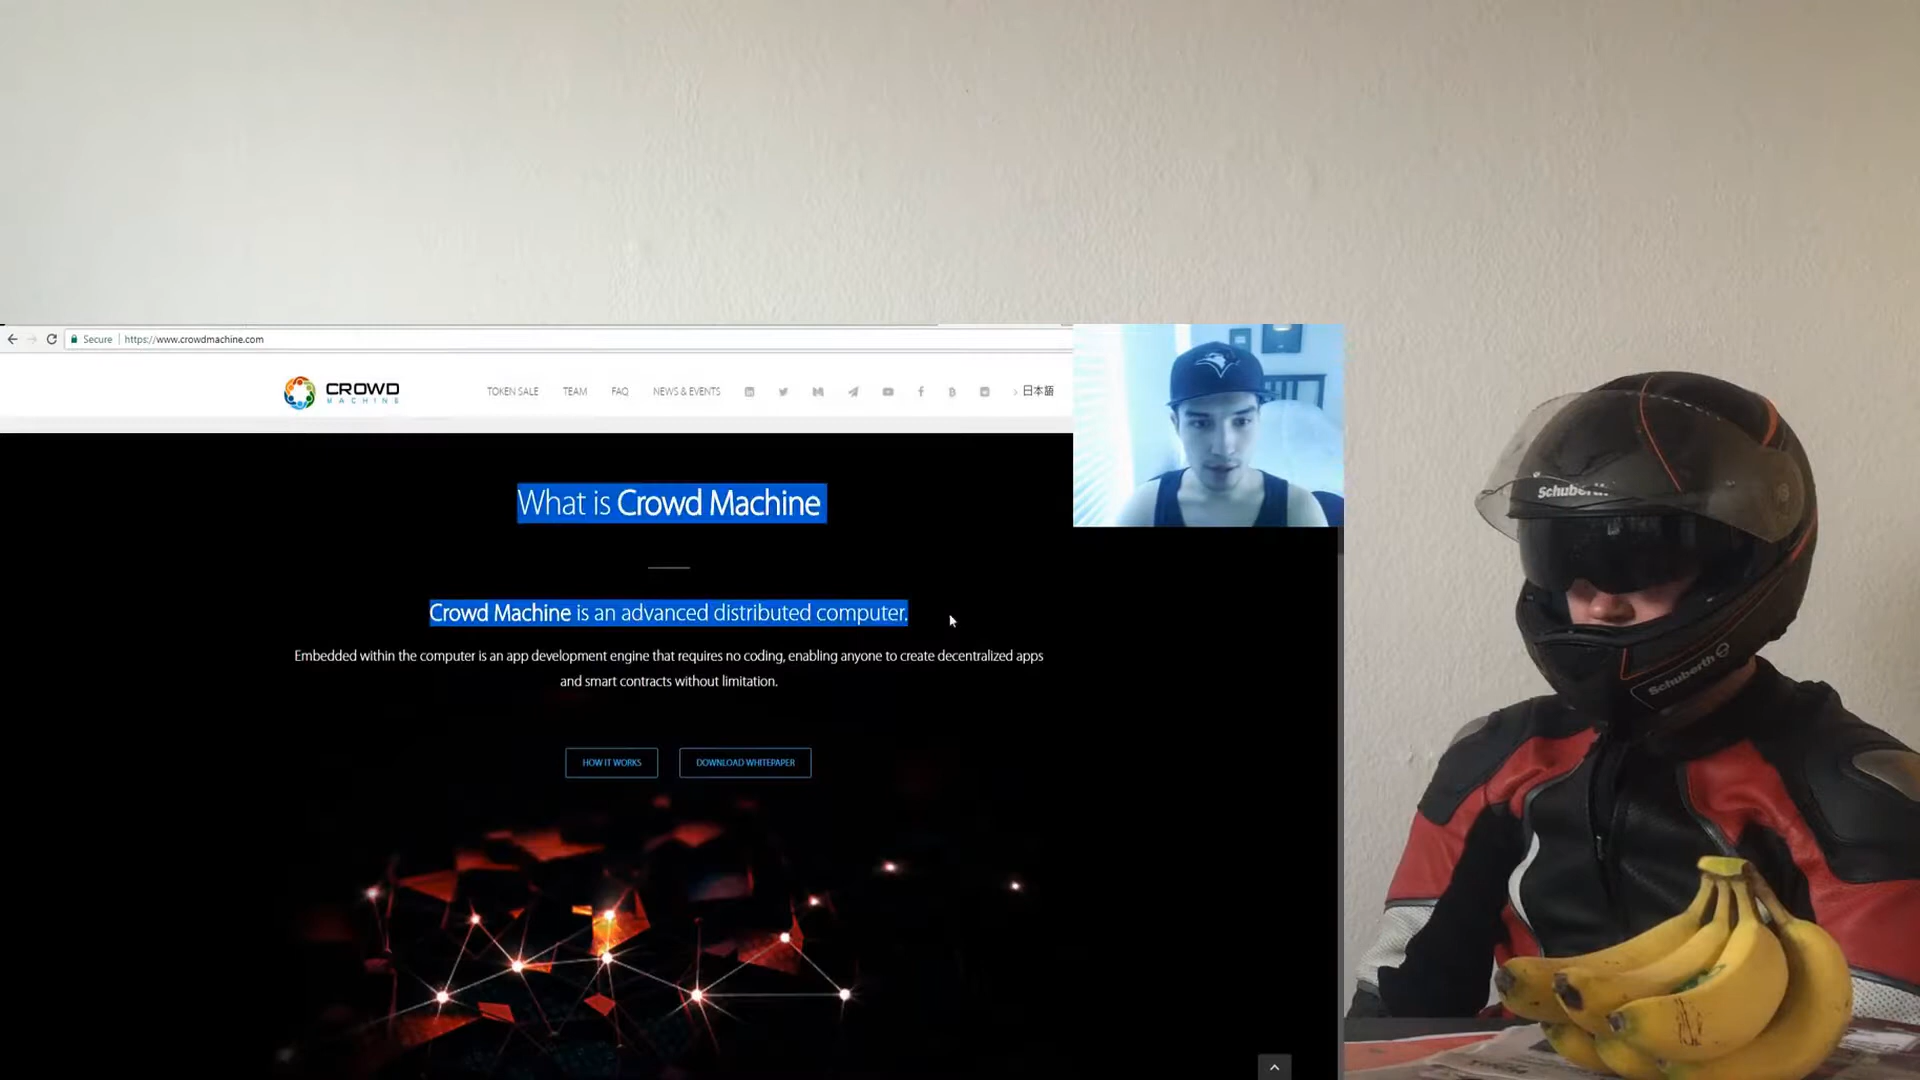 Secure https://www.crowdmachine.com
CROWD
MACHINE
TOKEN SALE TEAM FAQ NEWS & EVENTS 日本語
What is Crowd Machine
Crowd Machine is an advanced distributed computer.
Embedded within the computer is an app development engine that requires no coding, enabling anyone to create decentralized apps
and smart contracts without limitation.
HOW IT WORKS DOWNLOAD WHITEPAPER
Schuberth
Schuberth